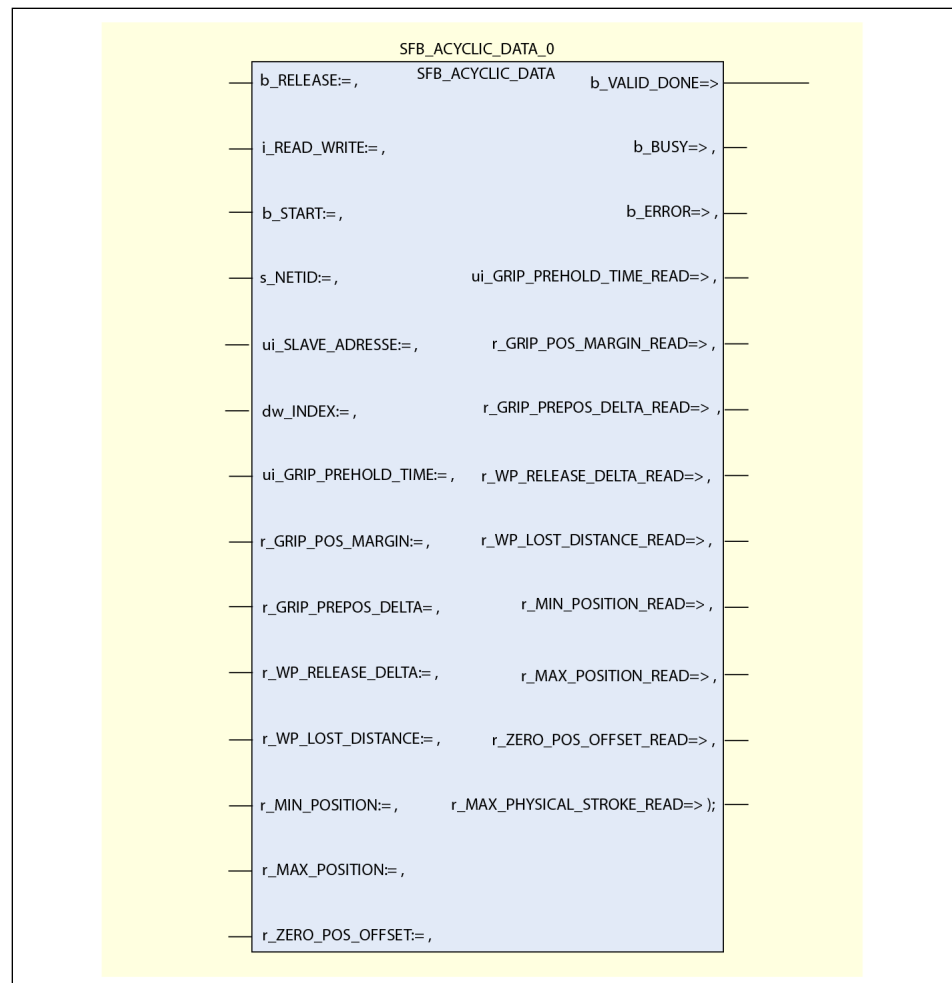 SFB_ACYCLIC_DATA_0
SFB_ACYCLIC_DATA
b_RELEASE:= , b_VALID_DONE=>
i_READ_WRITE:= , b_BUSY=> ,
b_START:= , b_ERROR=> ,
s_NETID:= , ui_GRIP_PREHOLD_TIME_READ=> ,
ui_SLAVE_ADRESSE:= , r_GRIP_POS_MARGIN_READ=> ,
dw_INDEX:= , r_GRIP_PREPOS_DELTA_READ=> ,
ui_GRIP_PREHOLD_TIME:= , r_WP_RELEASE_DELTA_READ=> ,
r_GRIP_POS_MARGIN:= , r_WP_LOST_DISTANCE_READ=> ,
r_GRIP_PREPOS_DELTA= , r_MIN_POSITION_READ=> ,
r_WP_RELEASE_DELTA:= , r_MAX_POSITION_READ=> ,
r_WP_LOST_DISTANCE:= , r_ZERO_POS_OFFSET_READ=> ,
r_MIN_POSITION:= , r_MAX_PHYSICAL_STROKE_READ=> );
r_MAX_POSITION:= ,
r_ZERO_POS_OFFSET:= ,